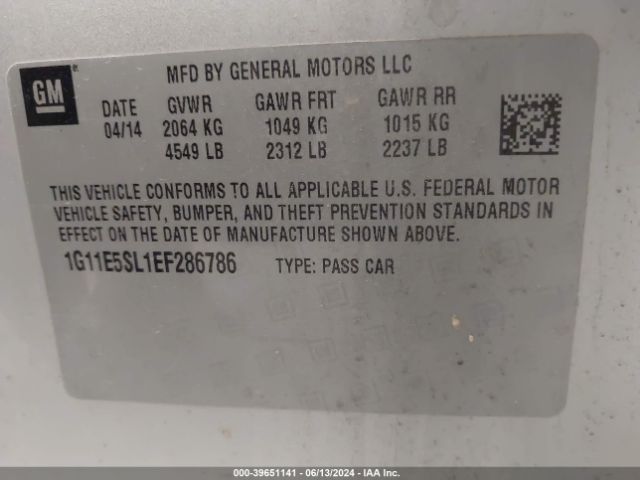 GM
MFD BY GENERAL MOTORS LLC
DATE GVWR GAWR FRT GAWR RR
04/14 2064 KG 1049 KG 1015 KG
4549 LB 2312 LB 2237 LB
THIS VEHICLE CONFORMS TO ALL APPLICABLE U.S. FEDERAL MOTOR
VEHICLE SAFETY, BUMPER, AND THEFT PREVENTION STANDARDS IN
EFFECT ON THE DATE OF MANUFACTURE SHOWN ABOVE.
1G11E5SL1EF286786 TYPE: PASS CAR
000-39651141 / 06/13/2024 - IAA Inc.